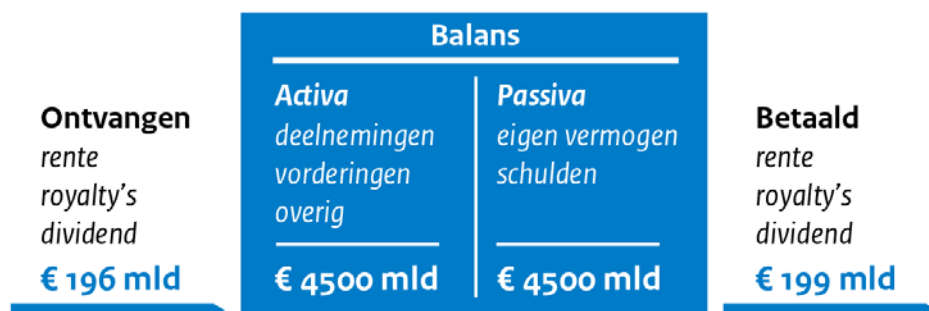 Balans
Ontvangen
rente
royalty's
dividend
€ 196 mld
Activa
deelnemingen
vorderingen
overig
€ 4500 mld
Passiva
eigen vermogen
schulden
€ 4500 mld
Betaald
rente
royalty's
dividend
€ 199 mld